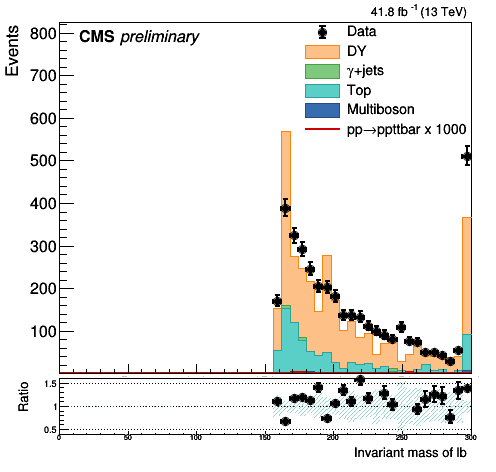 41.8 fb⁻¹ (13 TeV)
CMS preliminary
Events
800
700
600
500
400
300
200
100
Data
DY
γ+jets
Top
Multiboson
pp→ppttbar x 1000
Ratio
1.5
1
0.5
0 50 100 150 200 250 300
Invariant mass of lb